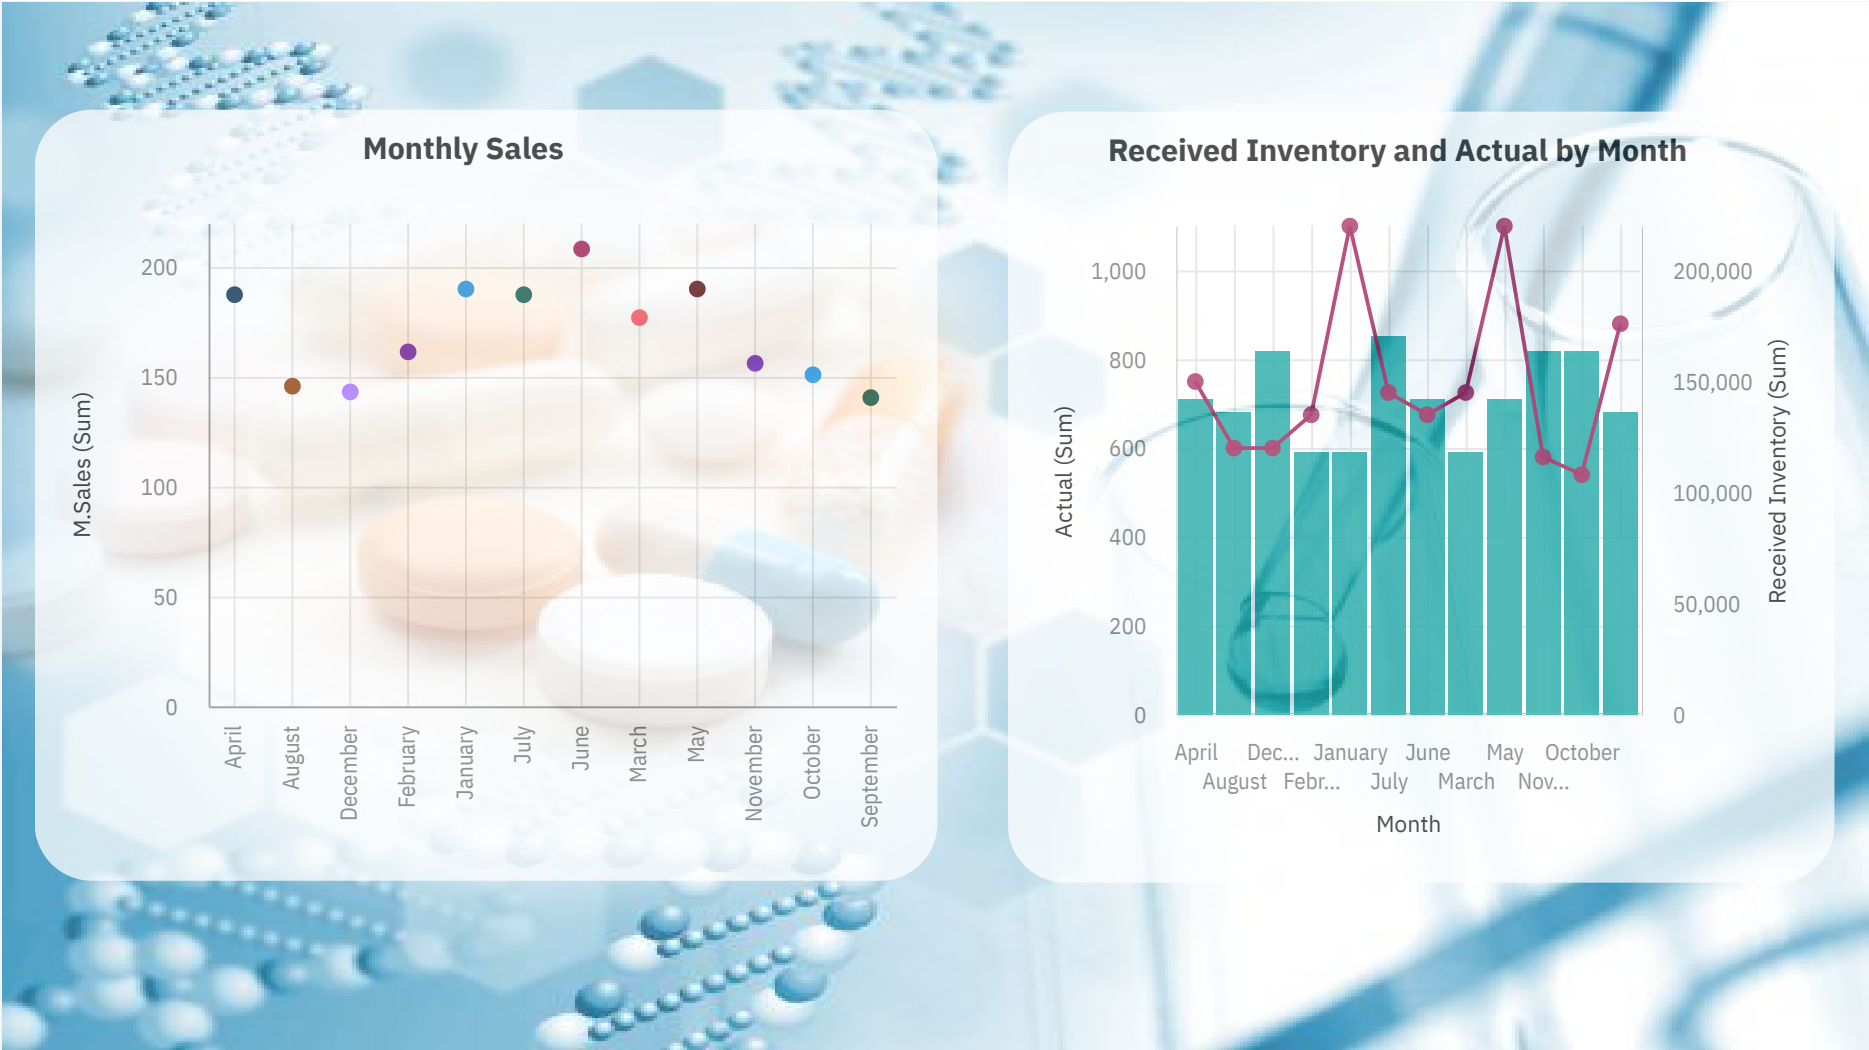 Monthly Sales
M.Sales (Sum)
200
150
100
50
0
April
August
December
February
January
July
June
March
May
November
October
September
Received Inventory and Actual by Month
Actual (Sum)
1,000
800
600
400
200
0
200,000
150,000
100,000
50,000
0
Received Inventory (Sum)
April Dec... January June May October
August Febr... July March Nov...
Month